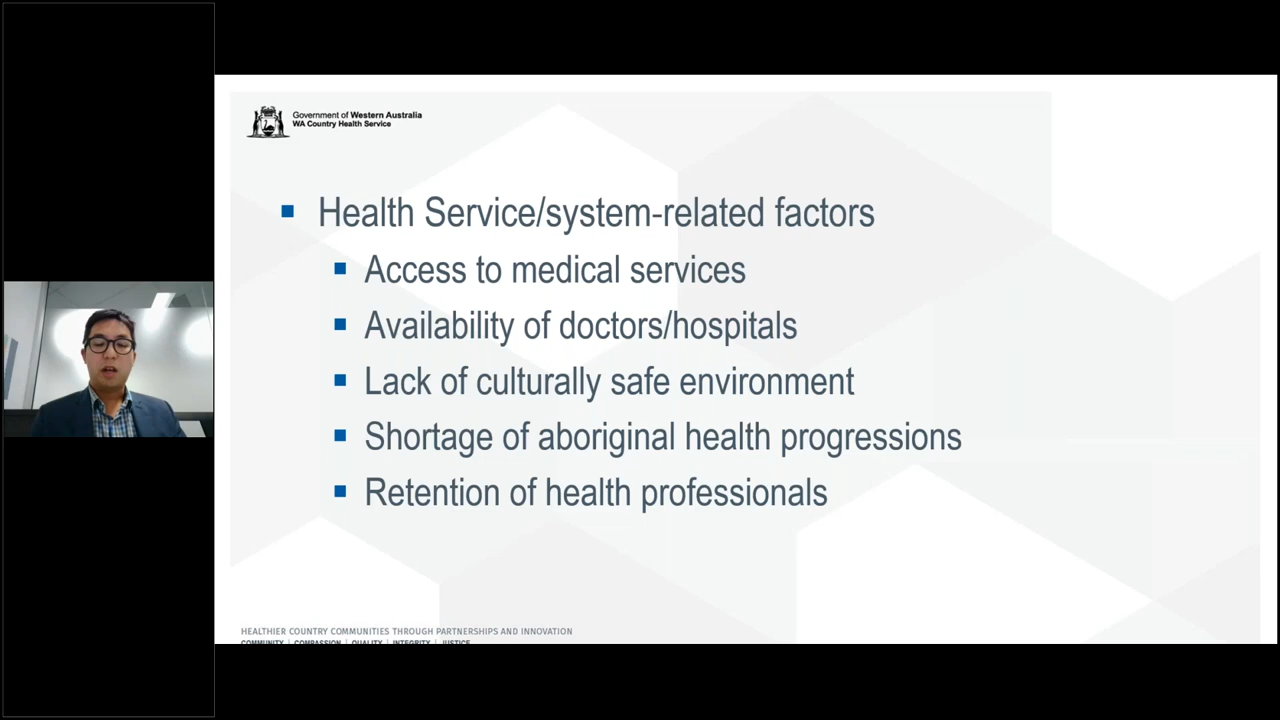 Government of Western Australia
WA Country Health Service
Health Service/system-related factors
Access to medical services
Availability of doctors/hospitals
Lack of culturally safe environment
Shortage of aboriginal health progressions
Retention of health professionals
HEALTHIER COUNTRY COMMUNITIES THROUGH PARTNERSHIPS AND INNOVATION
COMMUNITY | COMPASSION | QUALITY | INTEGRITY | JUSTICE